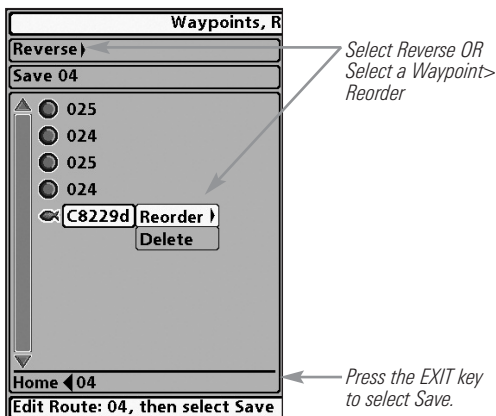 Waypoints, R
Reverse
Save 04
025
024
025
024
C8229d Reorder
Delete
Home 04
Edit Route: 04, then select Save
Select Reverse OR
Select a Waypoint>
Reorder
Press the EXIT key
to select Save.